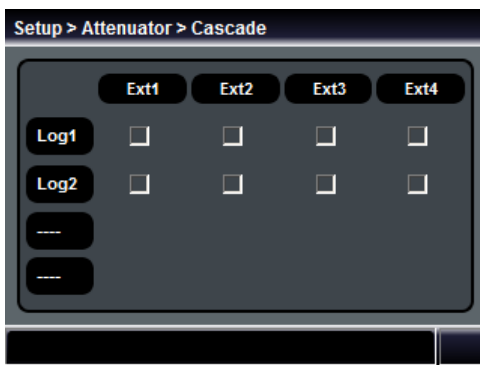 Setup > Attenuator > Cascade
Ext1 Ext2 Ext3 Ext4
Log1
Log2
----
----